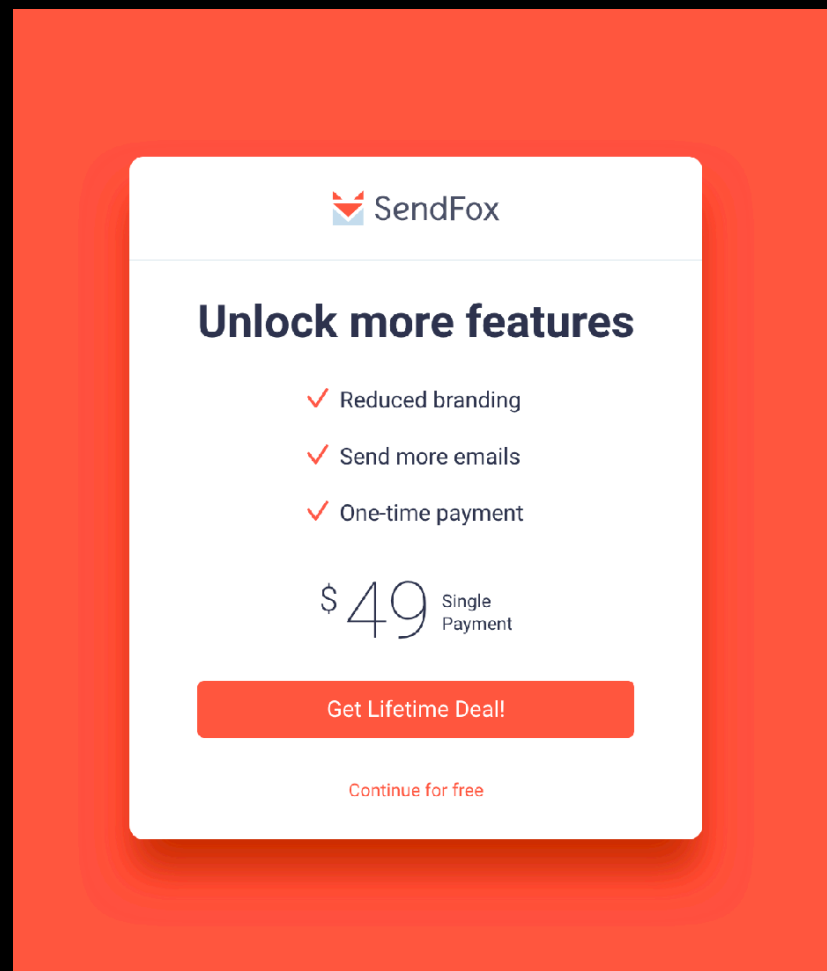 SendFox
Unlock more features
Reduced branding
Send more emails
One-time payment
$49 Single
Payment
Get Lifetime Deal!
Continue for free